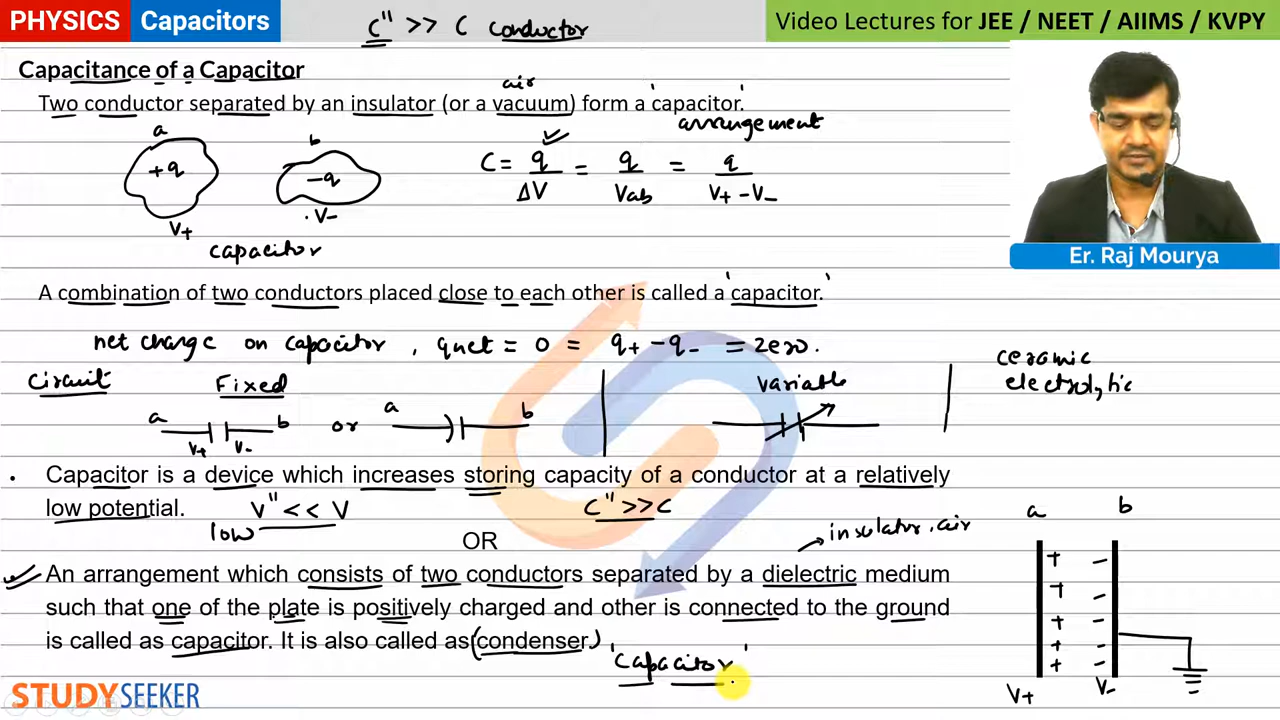 PHYSICS Capacitors
C'' >> C conductor
Video Lectures for JEE / NEET / AIIMS / KVPY
Capacitance of a Capacitor
air
Two conductor separated by an insulator (or a vacuum) form a 'capacitor'.
arrangement
a b
+q -q
V+ V-
capacitor
C = q/ΔV = q/Vab = q/V+ - V-
Er. Raj Mourya
A combination of two conductors placed close to each other is called a 'capacitor.'
net charge on capacitor, qnet = 0 = q+ - q- = zero.
Circuit Fixed variable
ceramic
electrolytic
a b or a b
V+ V-
. Capacitor is a device which increases storing capacity of a conductor at a relatively
low potential. V'' << V C'' >> C
low
OR
insulator, air
An arrangement which consists of two conductors separated by a dielectric medium
such that one of the plate is positively charged and other is connected to the ground
is called as capacitor. It is also called as (condenser.)
'capacitor'
a b
+ -
+ -
+ -
+ -
+ -
V+ V-
STUDYSEEKER